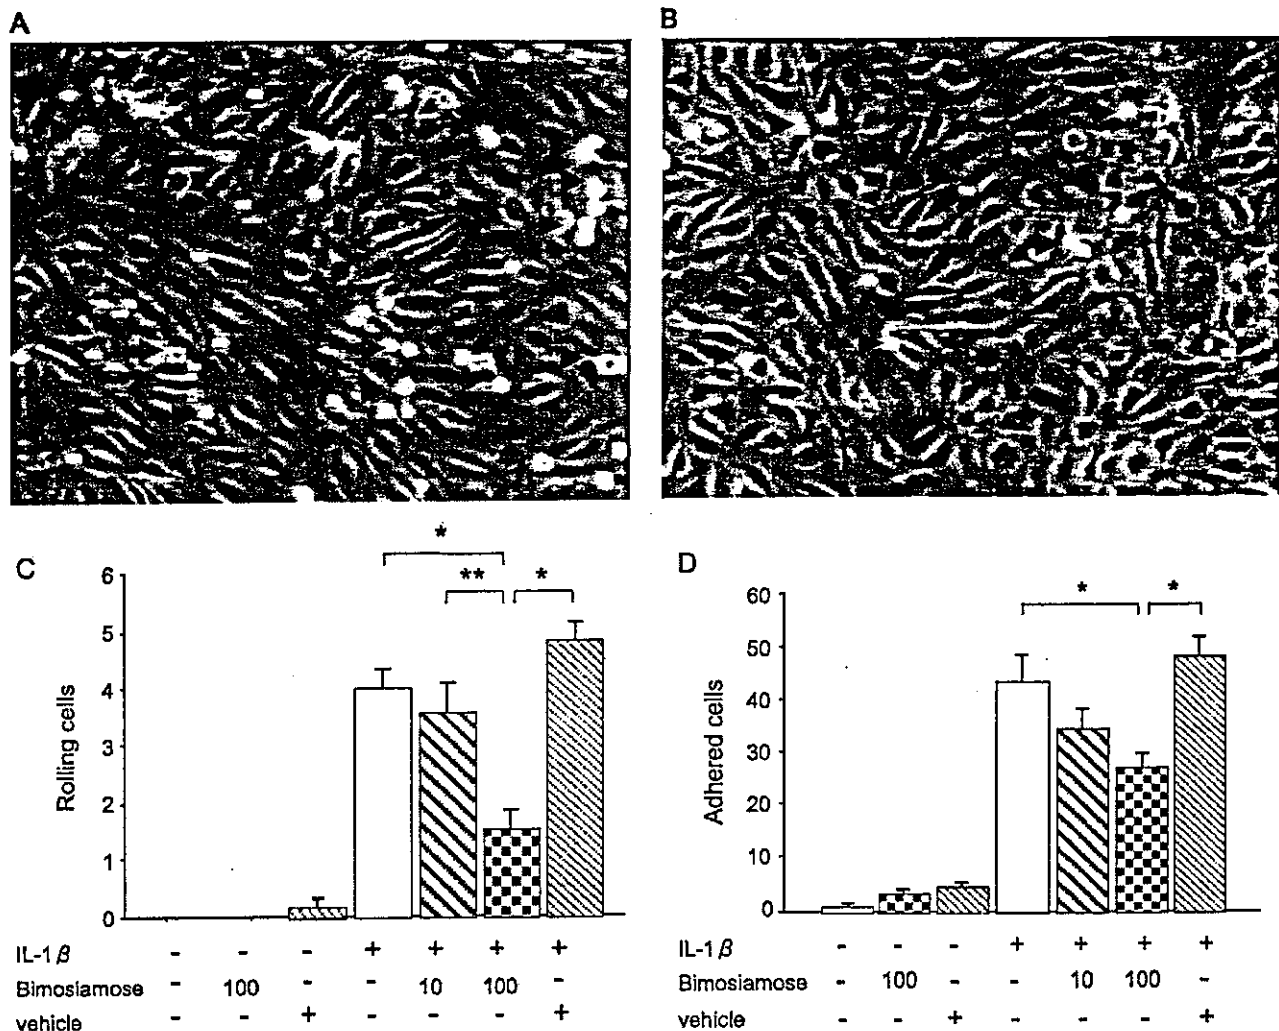 A
B
C
*
** *
6
5
4
3
2
1
0
Rolling cells
IL-1β - - - + + + +
Bimosiamose - 100 - - 10 100 -
vehicle - - + - - - +
D
* *
60
50
40
30
20
10
0
Adhered cells
IL-1β - - - + + + +
Bimosiamose - 100 - - 10 100 -
vehicle - - + - - - +